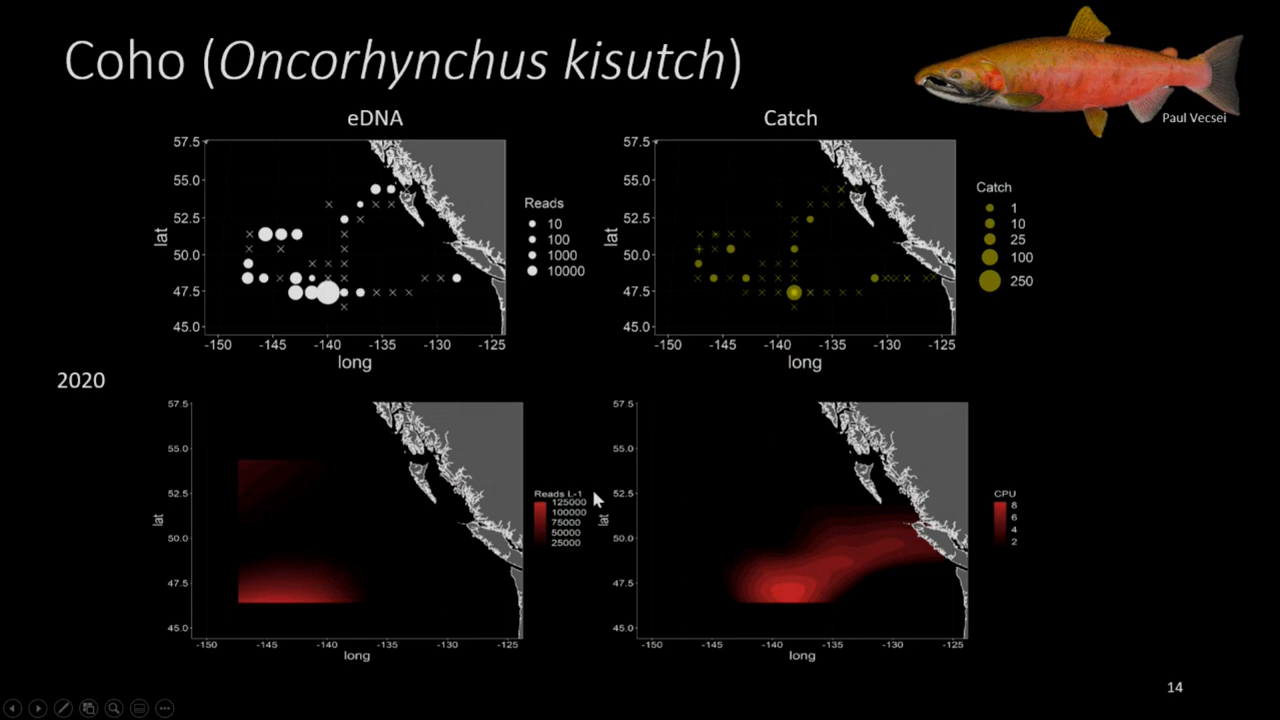 Coho (Oncorhynchus kisutch)
Paul Vecsei
eDNA
57.5
55.0
52.5
50.0
47.5
45.0
lat
-150 -145 -140 -135 -130 -125
long
Reads
10
100
1000
10000
Catch
57.5
55.0
52.5
50.0
47.5
45.0
lat
-150 -145 -140 -135 -130 -125
long
Catch
1
10
25
100
250
2020
57.5
55.0
52.5
50.0
47.5
45.0
lat
-150 -145 -140 -135 -130 -125
long
Reads L-1
125000
100000
75000
50000
25000
57.5
55.0
52.5
50.0
47.5
45.0
lat
-150 -145 -140 -135 -130 -125
long
CPU
8
6
4
2
14